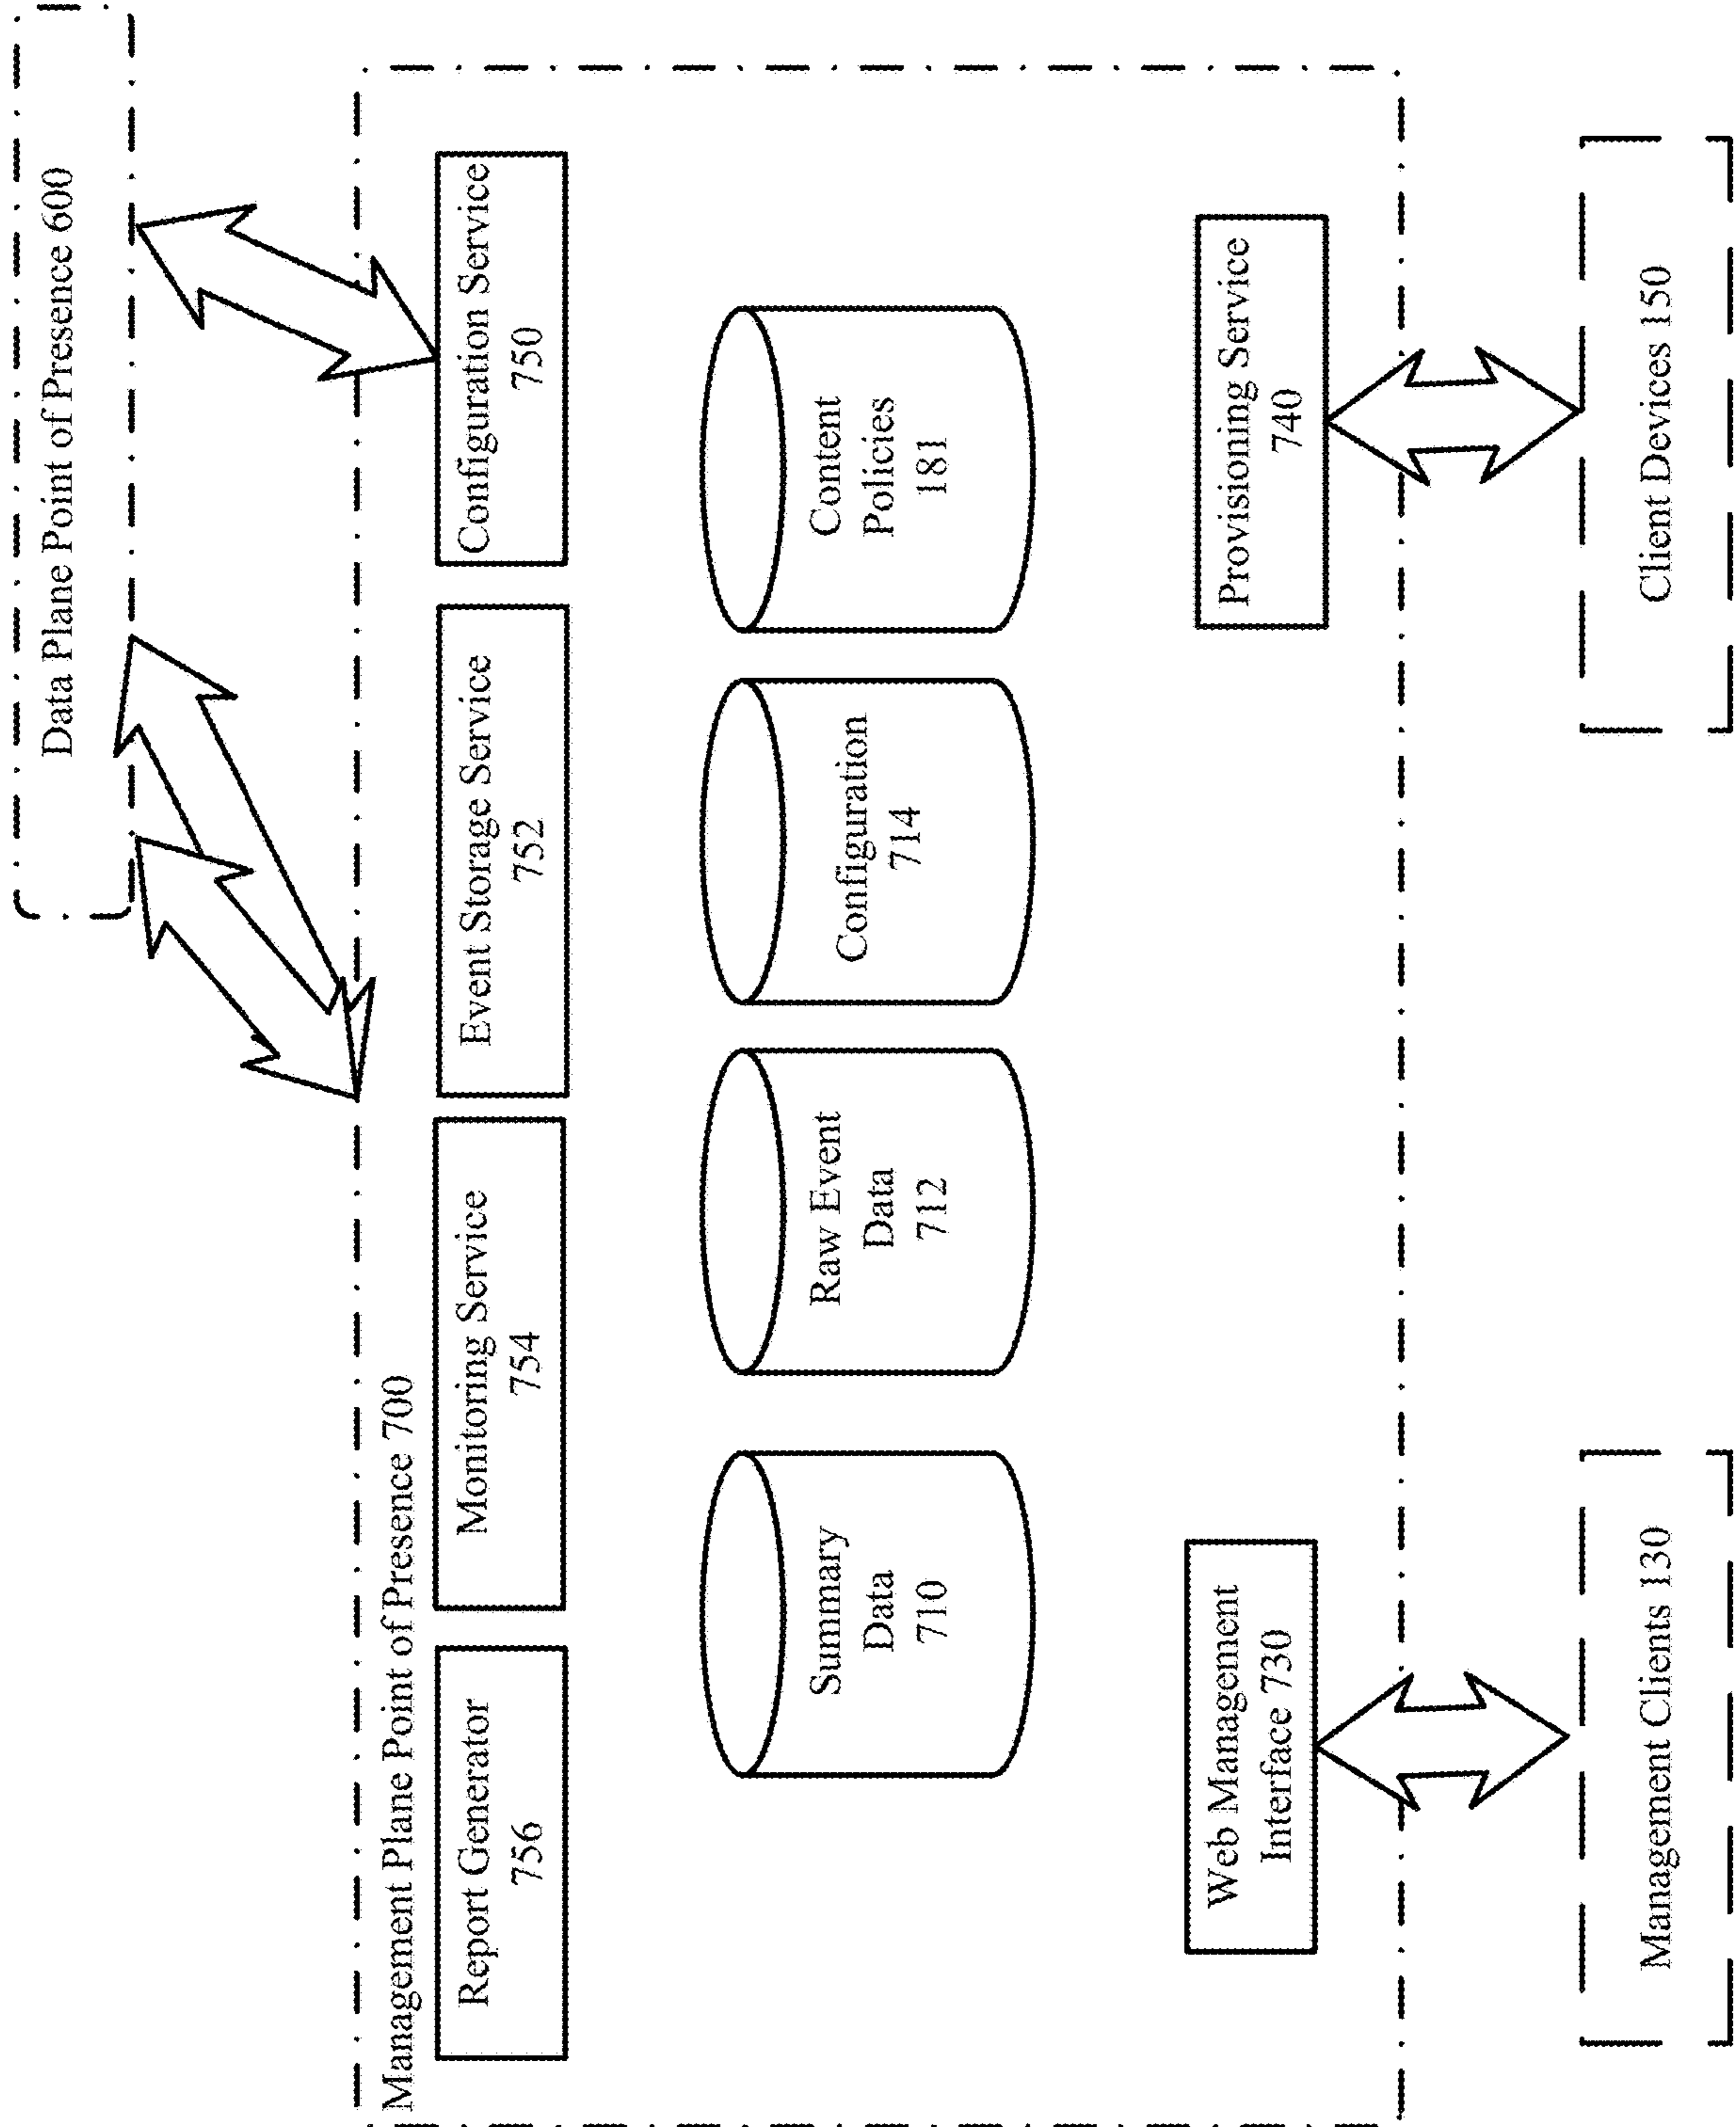 Data Plane Point of Presence 600
Management Plane Point of Presence 700
Report Generator
756
Monitoring Service
754
Event Storage Service
752
Configuration Service
750
Summary
Data
710
Raw Event
Data
712
Configuration
714
Content
Policies
181
Web Management
Interface 730
Provisioning Service
740
Management Clients 130
Client Devices 150